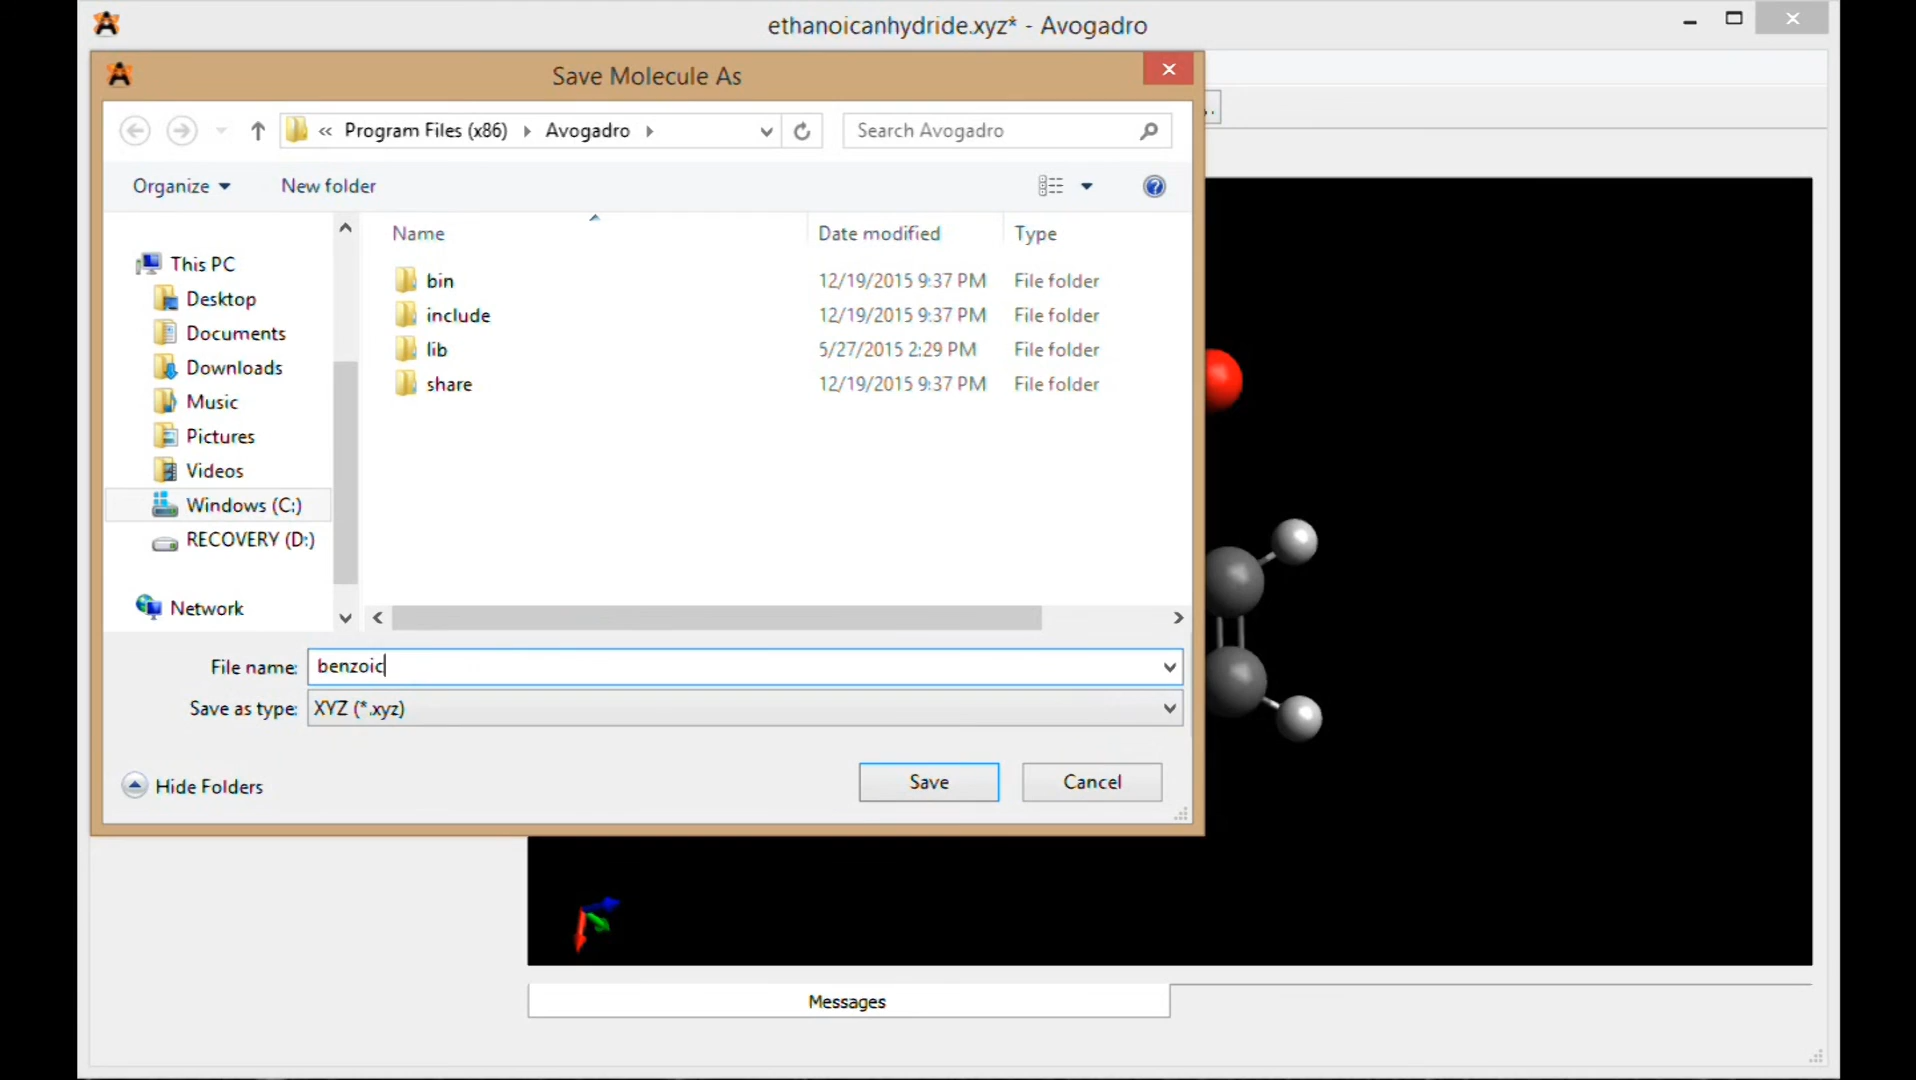 ethanoicanhydride.xyz* - Avogadro
Save Molecule As
« Program Files (x86) Avogadro
Search Avogadro
Organize
New folder
Name Date modified Type
This PC
Desktop
Documents
Downloads
Music
Pictures
Videos
Windows (C:)
RECOVERY (D:)
Network
bin 12/19/2015 9:37 PM File folder
include 12/19/2015 9:37 PM File folder
lib 5/27/2015 2:29 PM File folder
share 12/19/2015 9:37 PM File folder
File name: benzoic
Save as type: XYZ (*.xyz)
Hide Folders
Save
Cancel
Messages